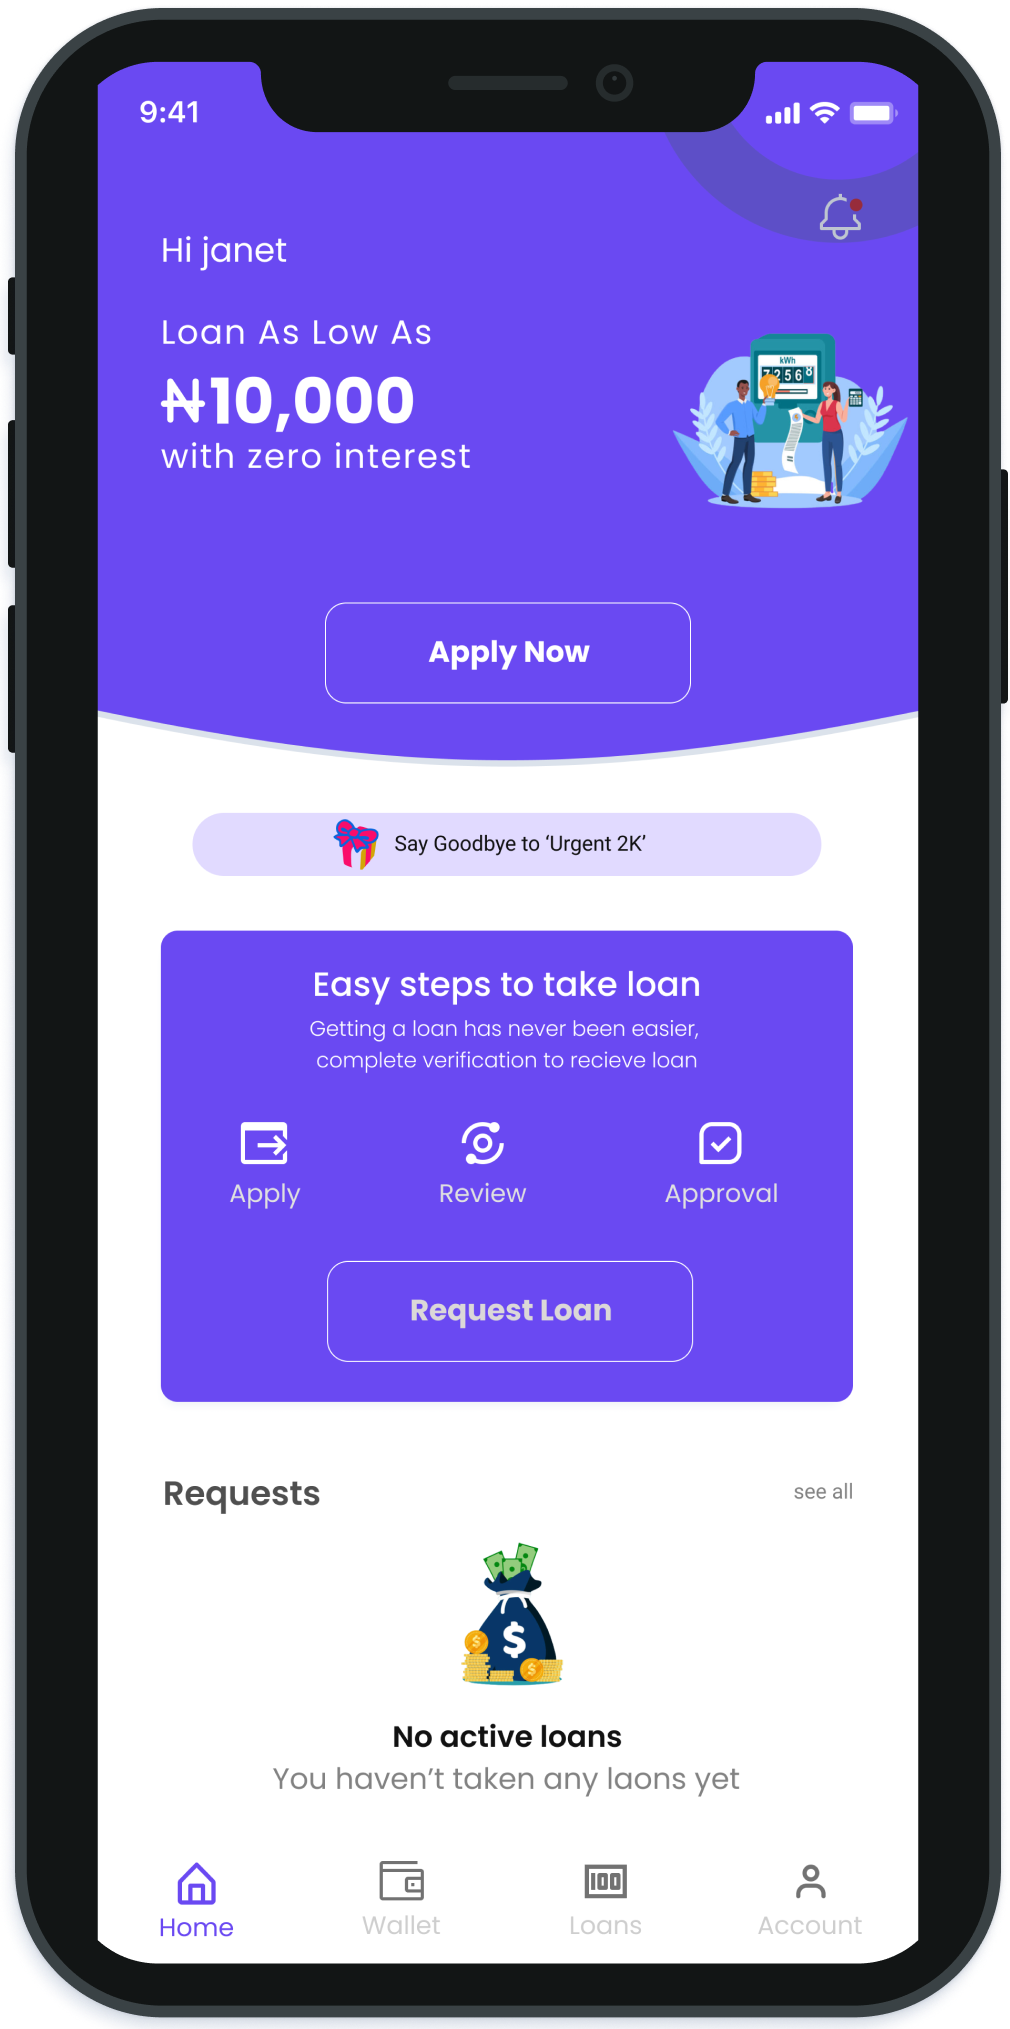 9:41
Hi janet
Loan As Low As
₦10,000
with zero interest
kWh
72568
Apply Now
Say Goodbye to ‘Urgent 2K’
Easy steps to take loan
Getting a loan has never been easier,
complete verification to recieve loan
Apply
Review
Approval
Request Loan
Requests
see all
$
$
$
No active loans
You haven’t taken any laons yet
100
Home
Wallet
Loans
Account